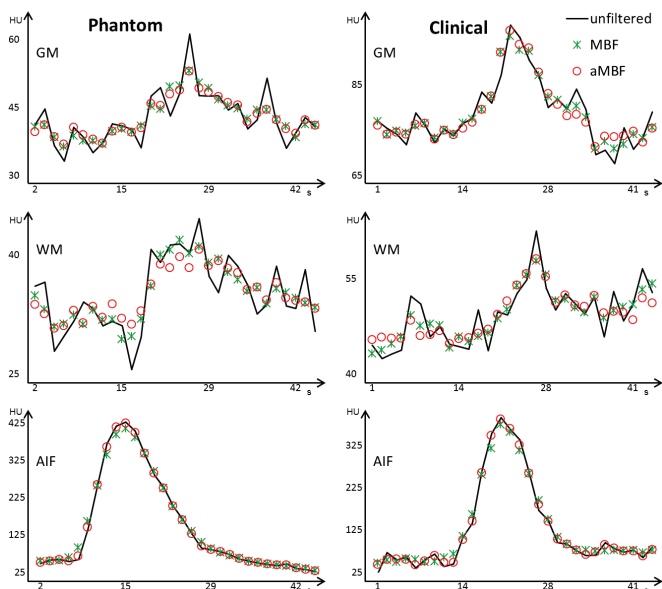 Phantom
Clinical
unfiltered
MBF
aMBF
HU
60
GM
45
30
2
15
29
42
s
HU
GM
85
65
1
14
28
41
s
HU
40
WM
25
2
15
29
42
s
HU
WM
55
40
1
14
28
41
s
HU
425
AIF
325
225
125
25
2
15
29
42
s
HU
AIF
325
225
125
25
1
14
28
41
s